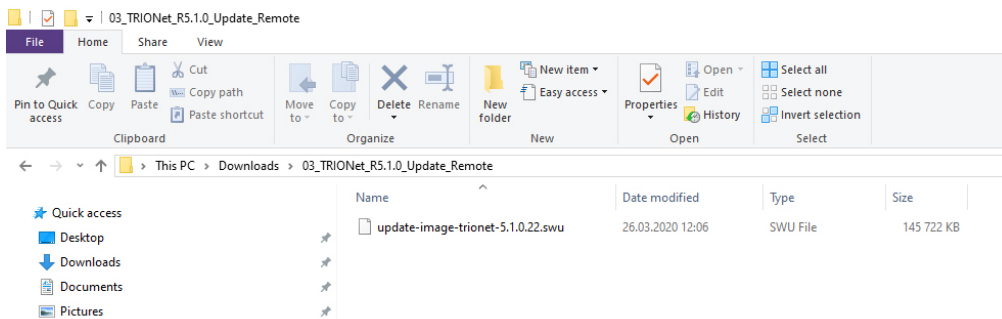 03_TRIONet_R5.1.0_Update_Remote
File Home Share View
Pin to Quick access
Copy
Paste
Cut
Copy path
Paste shortcut
Clipboard
Move to
Copy to
Delete
Rename
Organize
New folder
New item
Easy access
New
Properties
Open
Edit
History
Open
Select all
Select none
Invert selection
Select
This PC > Downloads > 03_TRIONet_R5.1.0_Update_Remote
Name Date modified Type Size
update-image-trionet-5.1.0.22.swu 26.03.2020 12:06 SWU File 145 722 KB
Quick access
Desktop
Downloads
Documents
Pictures